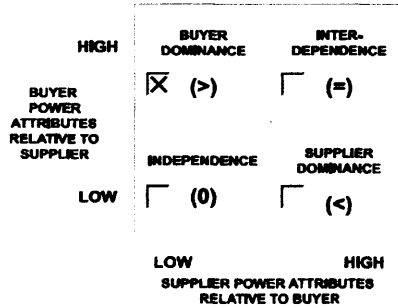 HIGH
BUYER
DOMINANCE
INTER-
DEPENDENCE
(>)
(=)
BUYER
POWER
ATTRIBUTES
RELATIVE TO
SUPPLIER
INDEPENDENCE
SUPPLIER
DOMINANCE
LOW
(0)
(<)
LOW
HIGH
SUPPLIER POWER ATTRIBUTES
RELATIVE TO BUYER